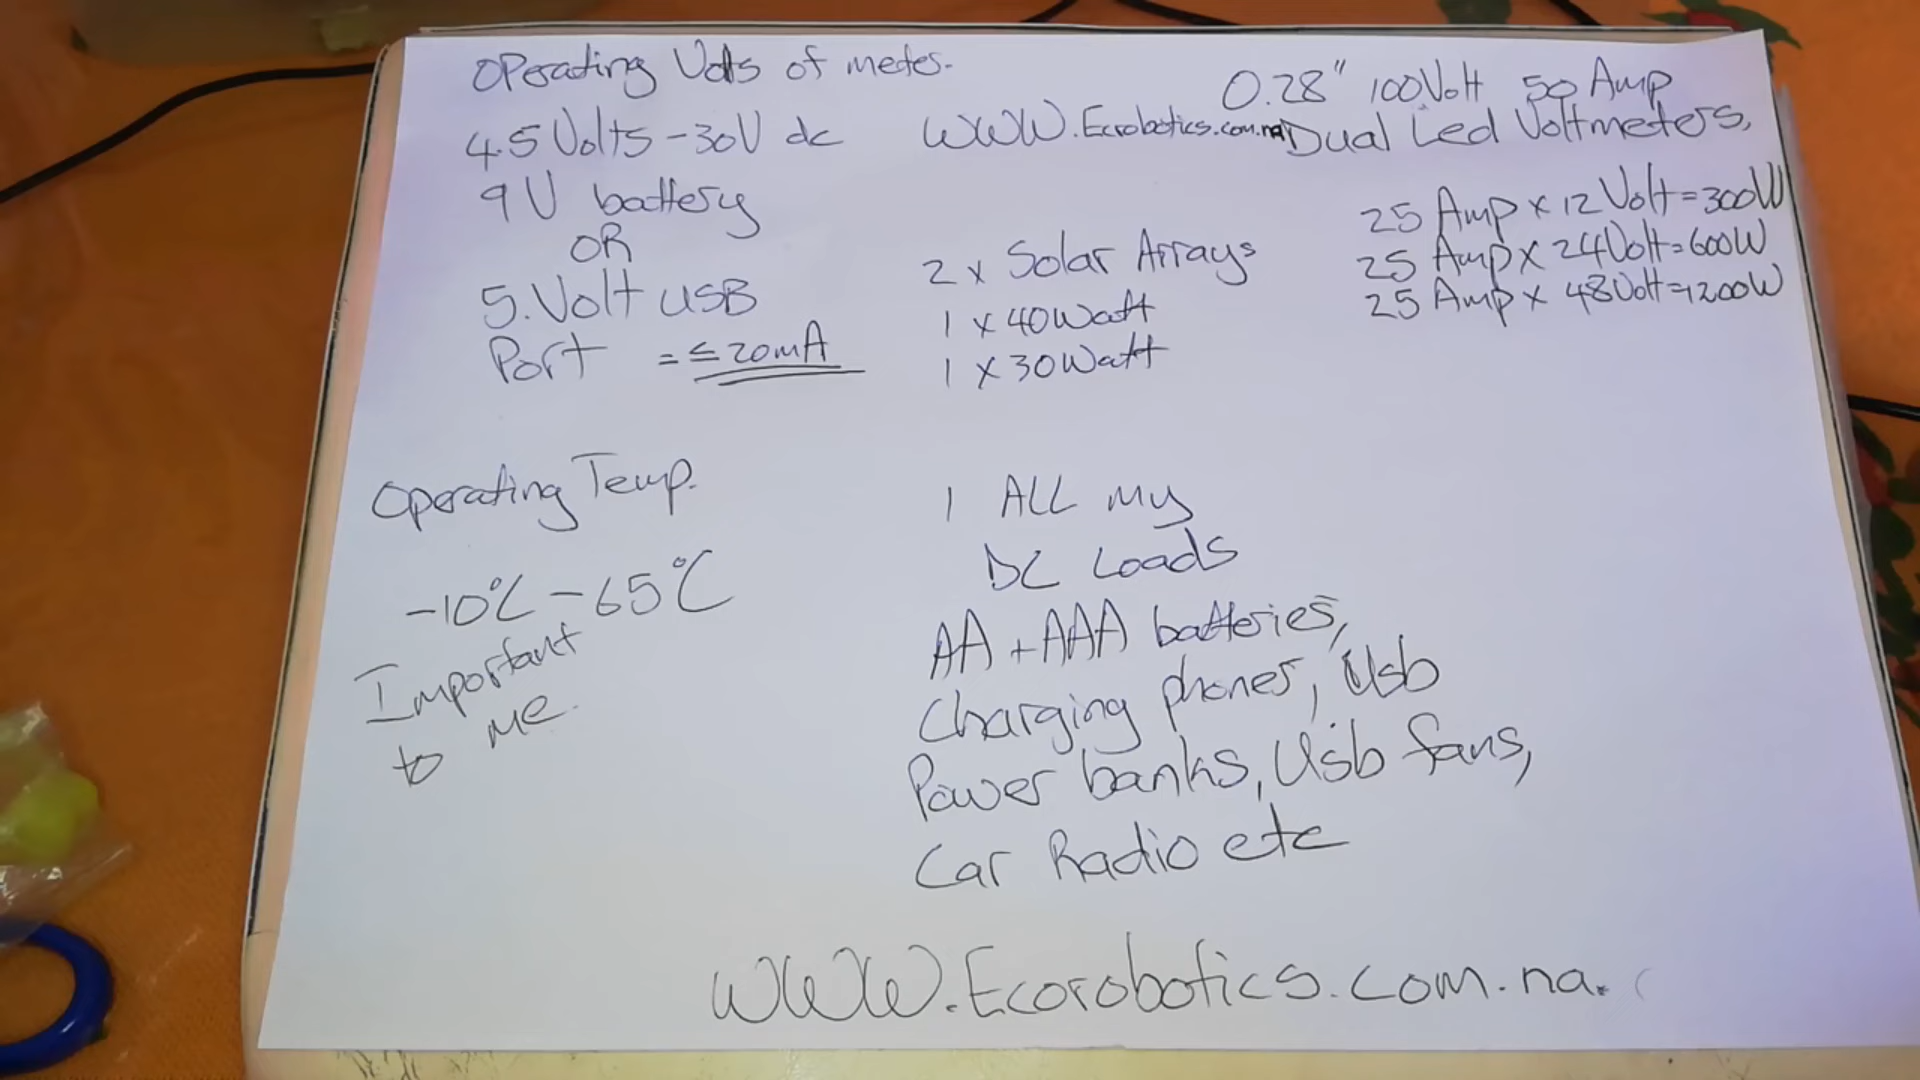 Operating Volts of meter.
4.5 Volts - 30V dc
9V battery
OR
5.Volt USB
Port = ≤ 20mA
0.28" 100Volt 50 Amp
WWW.Ecrobotics.com.na Dual Led Voltmeters,
25 Amp x 12 Volt = 300W
25 Amp x 24Volt = 600W
25 Amp x 48Volt = 1200W
2 x Solar Arrays
1 x 40Watt
1 x 30Watt
Operating Temp.
-10°C - 65°C
Important
to me.
1 ALL my
DC Loads
AA + AAA batteries,
Charging phones, Usb
Power banks, Usb fans,
Car Radio etc
WWW.Ecorobotics.com.na.